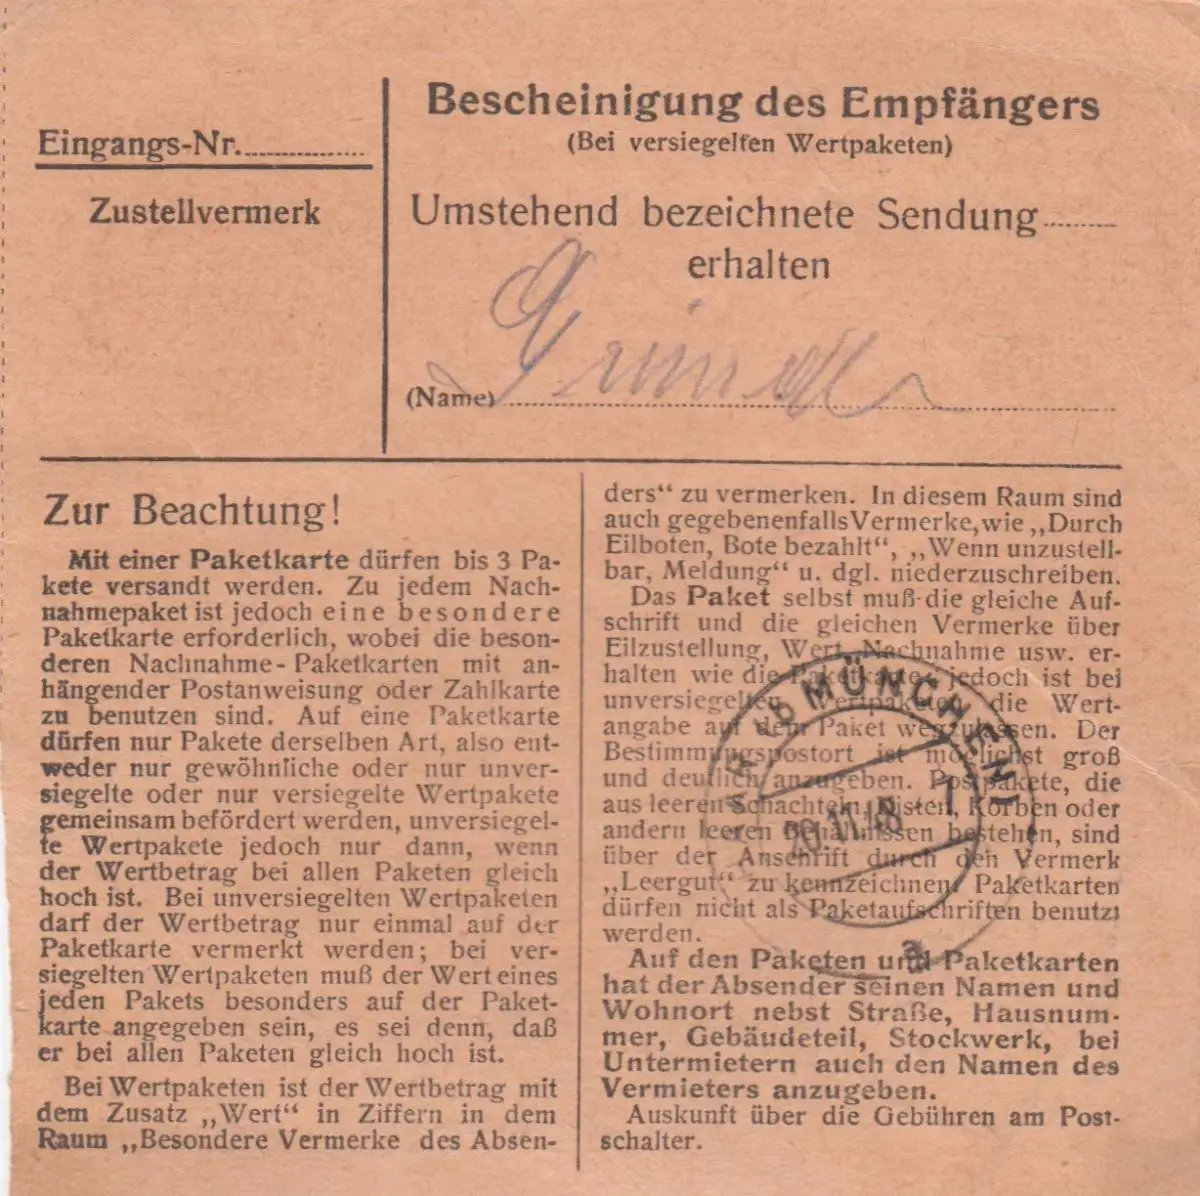 Eingangs-Nr.
Zustellvermerk
Bescheinigung des Empfängers
(Bei versiegelten Wertpaketen)
Umstehend bezeichnete Sendung
erhalten
(Name)
Zur Beachtung!
Mit einer Paketkarte dürfen bis 3 Pa-
kete versandt werden. Zu jedem Nach-
nahmepaket ist jedoch eine besondere
Paketkarte erforderlich, wobei die beson-
deren Nachnahme-Paketkarten mit an-
hängender Postanweisung oder Zahlkarte
zu benutzen sind. Auf eine Paketkarte
dürfen nur Pakete derselben Art, also ent-
weder nur gewöhnliche oder nur unver-
siegelte oder nur versiegelte Wertpakete
gemeinsam befördert werden, unversiegel-
te Wertpakete jedoch nur dann, wenn
der Wertbetrag bei allen Paketen gleich
hoch ist. Bei unversiegelten Wertpaketen
darf der Wertbetrag nur einmal auf der
Paketkarte vermerkt werden; bei ver-
siegelten Wertpaketen muß der Wert eines
jeden Pakets besonders auf der Paket-
karte angegeben sein, es sei denn, daß
er bei allen Paketen gleich hoch ist.
Bei Wertpaketen ist der Wertbetrag mit
dem Zusatz „Wert“ in Ziffern in dem
Raum „Besondere Vermerke des Absen-
ders“ zu vermerken. In diesem Raum sind
auch gegebenenfalls Vermerke, wie „Durch
Eilboten, Bote bezahlt“, „Wenn unzustell-
bar, Meldung“ u. dgl. niederzuschreiben.
Das Paket selbst muß die gleiche Auf-
schrift und die gleichen Vermerke über
Eilzustellung, Wert, Nachnahme usw. er-
halten wie die Paketkarte; jedoch ist bei
unversiegelten Wertpaketen die Wert-
angabe auf dem Paket wegzulassen. Der
Bestimmungspostort ist möglichst groß
und deutlich anzugeben. Postpakete, die
aus leeren Schachteln, Kisten, Körben oder
andern leeren Behältnissen bestehen, sind
über der Anschrift durch den Vermerk
„Leergut“ zu kennzeichnen. Paketkarten
dürfen nicht als Paketaufschriften benutzt
werden.
Auf den Paketen und Paketkarten
hat der Absender seinen Namen und
Wohnort nebst Straße, Hausnum-
mer, Gebäudeteil, Stockwerk, bei
Untermietern auch den Namen des
Vermieters anzugeben.
Auskunft über die Gebühren am Post-
schalter.
MÜNCHEN
a